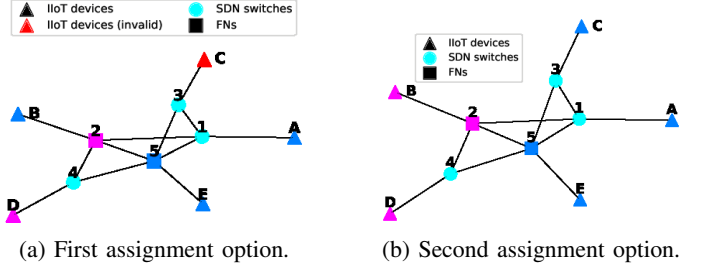 IIoT devices
IIoT devices (invalid)
SDN switches
FNs
C
3
B
2
1
A
5
4
D
E
(a) First assignment option.
IIoT devices
SDN switches
FNs
C
3
B
2
1
A
5
4
D
E
(b) Second assignment option.